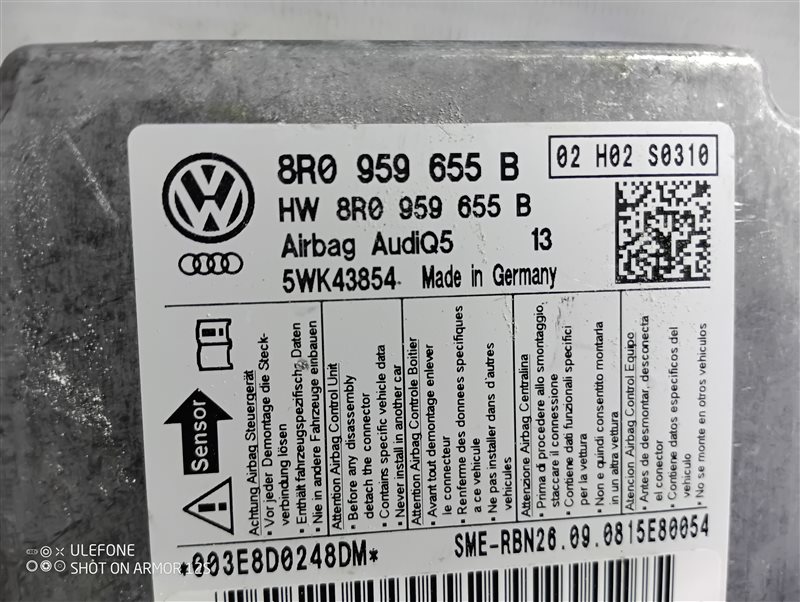 8R0 959 655 B
02 H02 S0310
HW 8R0 959 655 B
Airbag AudiQ5 13
5WK43854 Made in Germany
Sensor
Achtung Airbag Steuergerät
• Vor jeder Demontage die Steck-
verbindung lösen
• Enthält fahrzeugspezifische Daten
• Nie in andere Fahrzeuge einbauen
Attention Airbag Control Unit
• Before any disassembly
detach the connector
• Contains specific vehicle data
• Never install in another car
Attention Airbag Controle Boitier
• Avant tout demontage enlever
le connecteur
• Renferme des donnees specifiques
a ce vehicule
• Ne pas installer dans d'autres
vehicules
Attenzione Airbag Centralina
• Prima di procedere allo smontaggio,
staccare il connessione
• Contiene dati funzionali specifici
per la vettura
• Non e quindi consentito montarla
in un altra vettura
Atencion Airbag Control Equipo
• Antes de desmontar, desconecta
el conector
• Contiene datos especificos del
vehiculo
• No se monte en otros vehiculos
*003E8D0248DM*
SME-RBN26.09.0815E80054
ULEFONE
SHOT ON ARMOR 12S